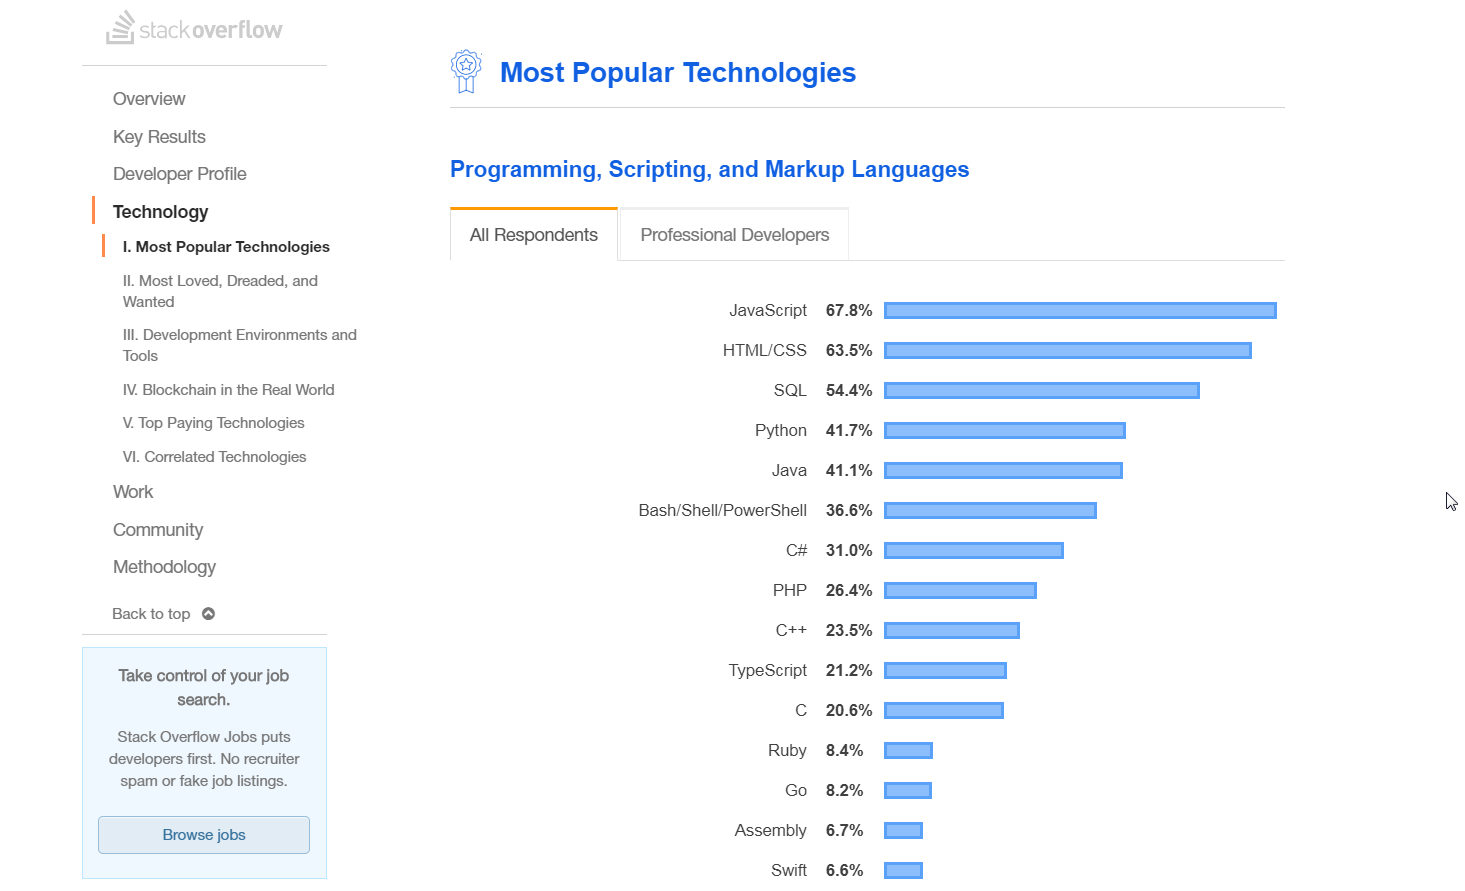 stackoverflow
Overview
Key Results
Developer Profile
Technology
I. Most Popular Technologies
II. Most Loved, Dreaded, and
Wanted
III. Development Environments and
Tools
IV. Blockchain in the Real World
V. Top Paying Technologies
VI. Correlated Technologies
Work
Community
Methodology
Back to top
Take control of your job
search.
Stack Overflow Jobs puts
developers first. No recruiter
spam or fake job listings.
Browse jobs
Most Popular Technologies
Programming, Scripting, and Markup Languages
All Respondents Professional Developers
JavaScript 67.8%
HTML/CSS 63.5%
SQL 54.4%
Python 41.7%
Java 41.1%
Bash/Shell/PowerShell 36.6%
C# 31.0%
PHP 26.4%
C++ 23.5%
TypeScript 21.2%
C 20.6%
Ruby 8.4%
Go 8.2%
Assembly 6.7%
Swift 6.6%